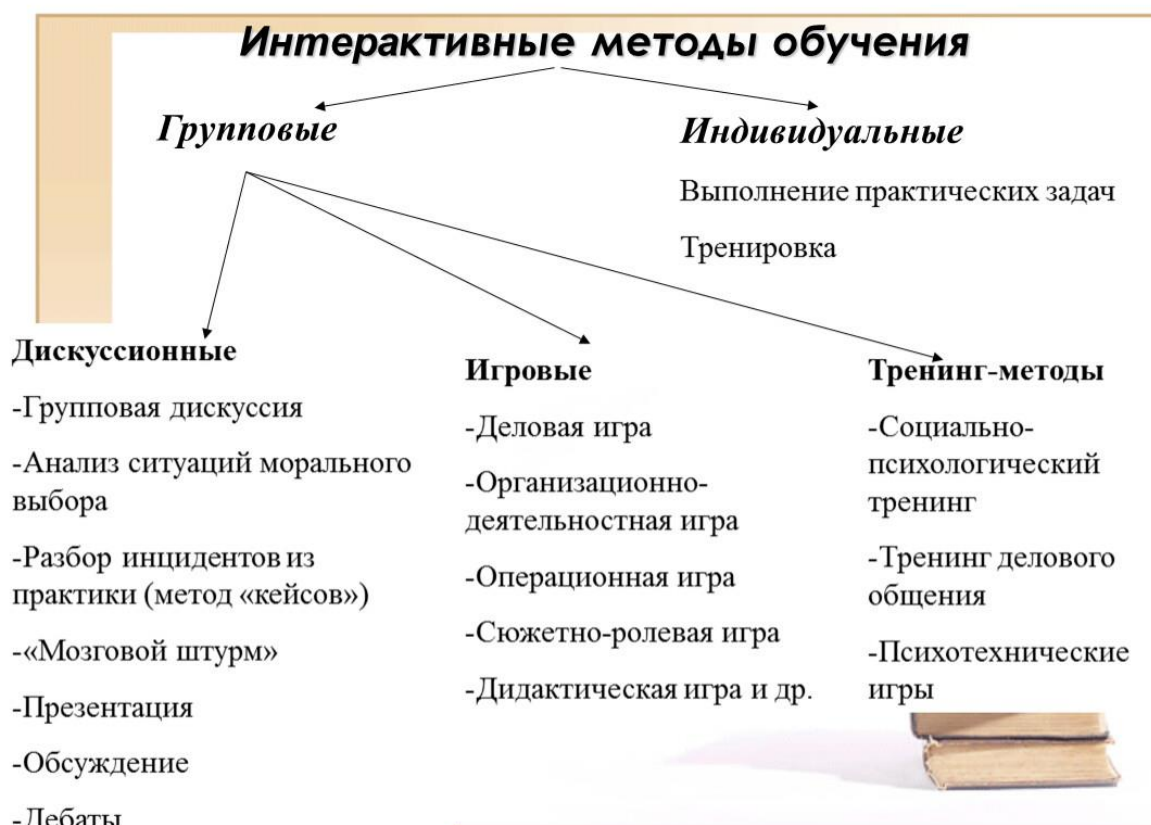 Интерактивные методы обучения
Групповые
Индивидуальные
Выполнение практических задач
Тренировка
Дискуссионные
-Групповая дискуссия
-Анализ ситуаций морального
выбора
-Разбор инцидентов из
практики (метод «кейсов»)
-«Мозговой штурм»
-Презентация
-Обсуждение
-Дебаты
Игровые
-Деловая игра
-Организационно-
деятельностная игра
-Операционная игра
-Сюжетно-ролевая игра
-Дидактическая игра и др.
Тренинг-методы
-Социально-
психологический
тренинг
-Тренинг делового
общения
-Психотехнические
игры